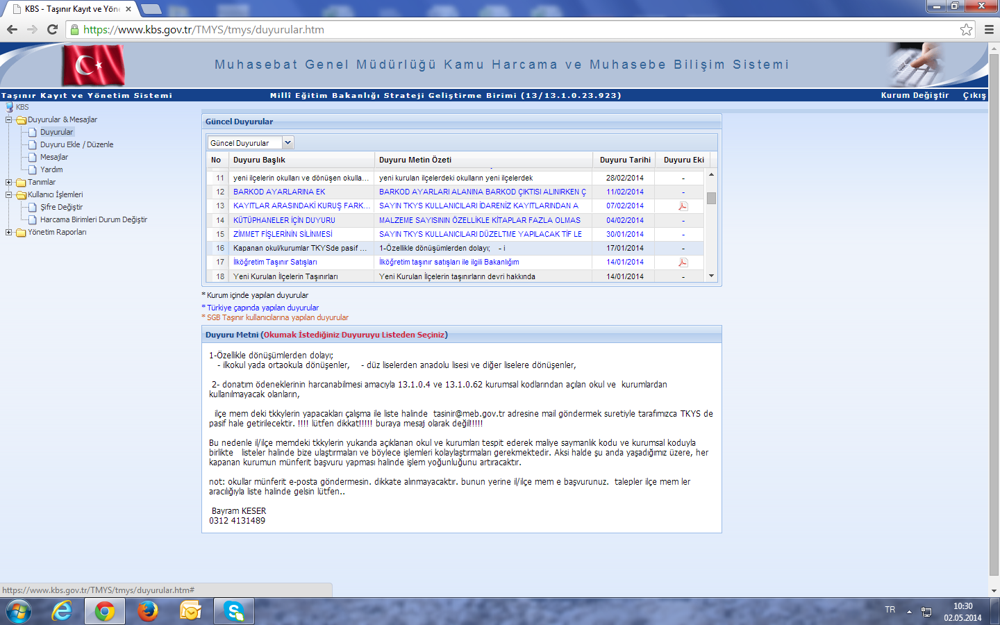 KBS - Taşınır Kayıt ve Yön
https://www.kbs.gov.tr/TMYS/tmys/duyurular.htm
Muhasebat Genel Müdürlüğü Kamu Harcama ve Muhasebe Bilişim Sistemi
Taşınır Kayıt ve Yönetim Sistemi
Millî Eğitim Bakanlığı Strateji Geliştirme Birimi (13/13.1.0.23.923)
Kurum Değiştir Çıkış
KBS
Duyurular & Mesajlar
Duyurular
Duyuru Ekle / Düzenle
Mesajlar
Yardım
Tanımlar
Kullanıcı İşlemleri
Şifre Değiştir
Harcama Birimleri Durum Değiştir
Yönetim Raporları
Güncel Duyurular
Güncel Duyurular
No Duyuru Başlık Duyuru Metin Özeti Duyuru Tarihi Duyuru Eki
11 yeni ilçelerin okulları ve dönüşen okulla... yeni kurulan ilçelerdeki okulların yeni ilçelerdek 28/02/2014 -
12 BARKOD AYARLARINA EK BARKOD AYARLARI ALANINA BARKOD ÇIKTISI ALINIRKEN Ç 11/02/2014 -
13 KAYITLAR ARASINDAKİ KURUŞ FARK... SAYIN TKYS KULLANICILARI İDARENİZ KAYITLARINDAN A 07/02/2014
14 KÜTÜPHANELER İÇİN DUYURU MALZEME SAYISININ ÖZELLİKLE KİTAPLAR FAZLA OLMAS 04/02/2014 -
15 ZİMMET FİŞLERİNİN SİLİNMESİ SAYIN TKYS KULLANICILARI DÜZELTME YAPILACAK TİF LE 30/01/2014 -
16 Kapanan okul/kurumlar TKYSde pasif ... 1-Özellikle dönüşümlerden dolayı; - i 17/01/2014 -
17 İlköğretim Taşınır Satışları İlköğretim taşınır satışları ile ilgili Bakanlığım 14/01/2014
18 Yeni Kurulan İlçelerin Taşınırları Yeni Kurulan İlçelerin taşınırların devri hakkında 14/01/2014 -
* Kurum içinde yapılan duyurular
* Türkiye çapında yapılan duyurular
* SGB Taşınır kullanıcılarına yapılan duyurular
Duyuru Metni (Okumak İstediğiniz Duyuruyu Listeden Seçiniz)
1-Özellikle dönüşümlerden dolayı;
- ilkokul yada ortaokula dönüşenler, - düz liselerden anadolu lisesi ve diğer liselere dönüşenler,
2- donatım ödeneklerinin harcanabilmesi amacıyla 13.1.0.4 ve 13.1.0.62 kurumsal kodlarından açılan okul ve kurumlardan
kullanılmayacak olanların,
ilçe mem deki tkkylerin yapacakları çalışma ile liste halinde tasinir@meb.gov.tr adresine mail göndermek suretiyle tarafımızca TKYS de
pasif hale getirilecektir. !!!! lütfen dikkat!!!!! buraya mesaj olarak değil!!!!!
Bu nedenle il/ilçe memdeki tkkylerin yukarıda açıklanan okul ve kurumları tespit ederek maliye saymanlık kodu ve kurumsal koduyla
birlikte listeler halinde bize ulaştırmaları ve böylece işlemleri kolaylaştırmaları gerekmektedir. Aksi halde şu anda yaşadığımız üzere, her
kapanan kurumun münferit başvuru yapması halinde işlem yoğunluğunu artıracaktır.
not: okullar münferit e-posta göndermesin. dikkate alınmayacaktır. bunun yerine il/ilçe mem e başvurunuz. talepler ilçe mem ler
aracılığıyla liste halinde gelsin lütfen..
Bayram KESER
0312 4131489
https://www.kbs.gov.tr/TMYS/tmys/duyurular.htm#
TR
10:30
02.05.2014